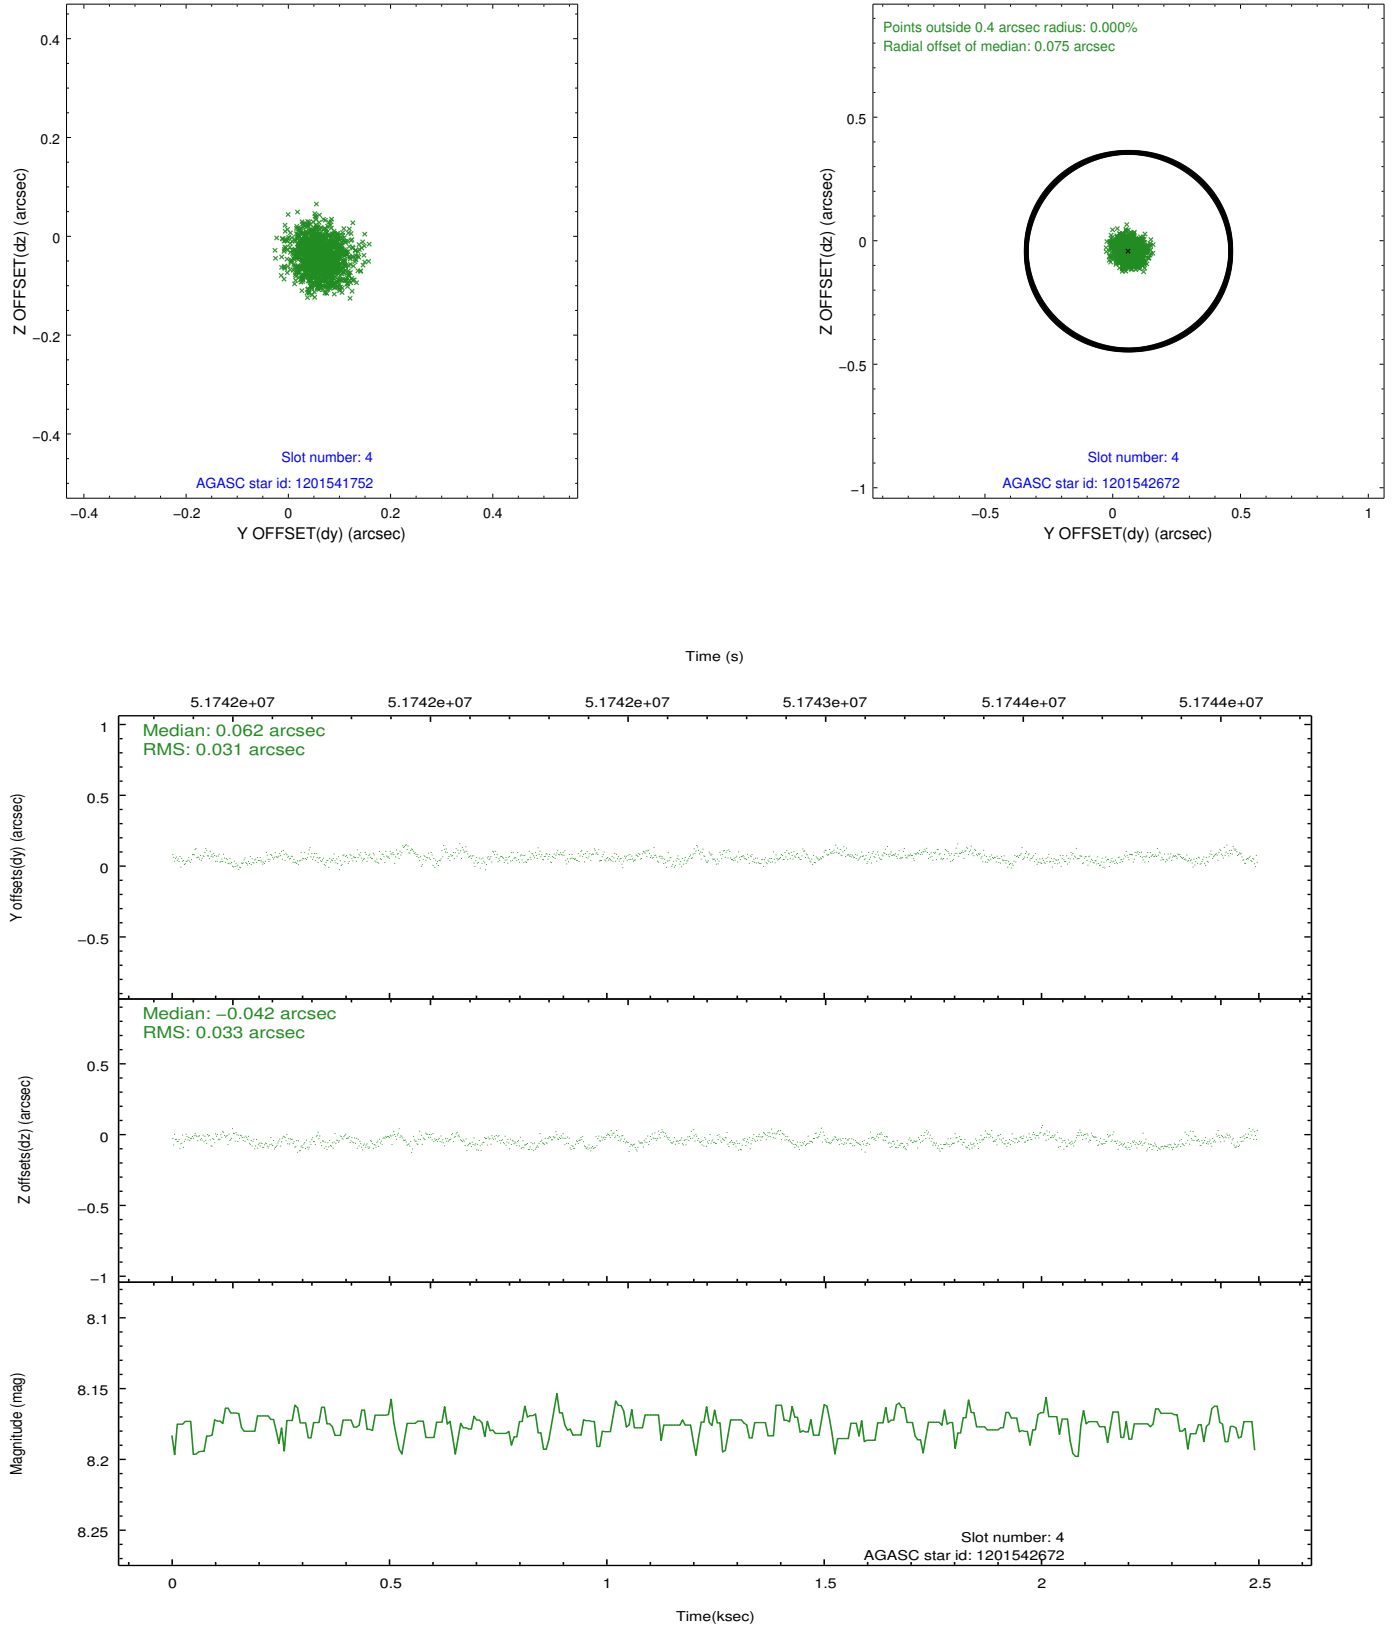 0.4
0.2
0
−0.2
−0.4
Z OFFSET(dz) (arcsec)
Slot number: 4
AGASC star id: 1201541752
−0.4
−0.2
0
0.2
0.4
Y OFFSET(dy) (arcsec)
Points outside 0.4 arcsec radius: 0.000%
Radial offset of median: 0.075 arcsec
0.5
0
−0.5
−1
Z OFFSET(dz) (arcsec)
Slot number: 4
AGASC star id: 1201542672
−0.5
0
0.5
1
Y OFFSET(dy) (arcsec)
Time (s)
5.1742e+07
5.1742e+07
5.1742e+07
5.1743e+07
5.1744e+07
5.1744e+07
Median: 0.062 arcsec
RMS: 0.031 arcsec
1
0.5
0
−0.5
Y offsets(dy) (arcsec)
Median: −0.042 arcsec
RMS: 0.033 arcsec
0.5
0
−0.5
−1
Z offsets(dz) (arcsec)
8.1
8.15
8.2
8.25
Magnitude (mag)
Slot number: 4
AGASC star id: 1201542672
0
0.5
1
1.5
2
2.5
Time(ksec)